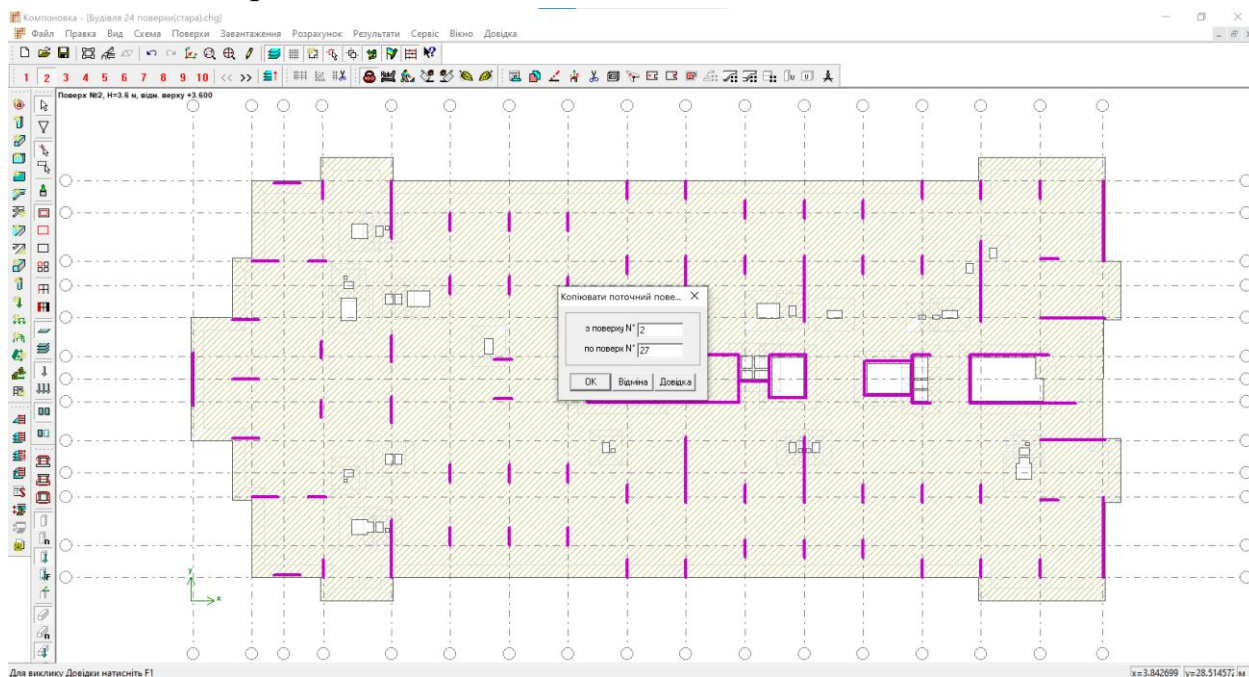 Компоновка - [Будівля 24 поверхи(стара).chg]
Файл Правка Вид Схема Поверхи Завантаження Розрахунок Результати Сервіс Вікно Довідка
1 2 3 4 5 6 7 8 9 10 << >>
Поверх №2, H=3.6 м, відм. верху +3.600
Копіювати поточний пове...
з поверху N° 2
по поверх N° 27
OK Відміна Довідка
y
x
Для виклику Довідки натисніть F1
x=3.842699 y=28.514572 м